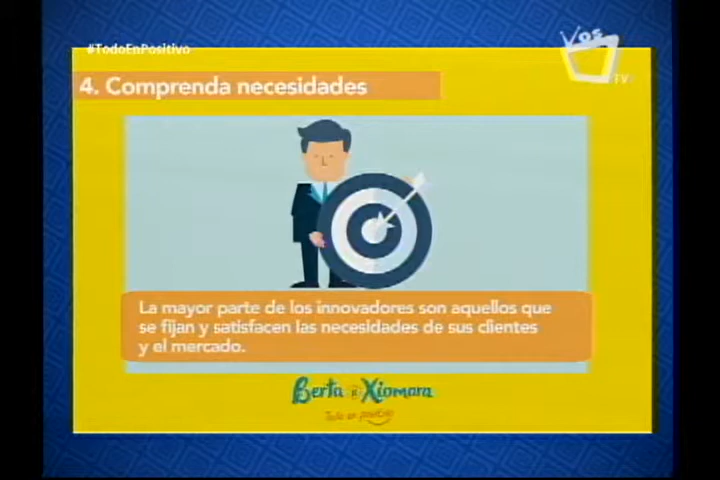 #TodoEnPositivo
Vos
TV
4. Comprenda necesidades
La mayor parte de los innovadores son aquellos que
se fijan y satisfacen las necesidades de sus clientes
y el mercado.
Berta & Xiomara
Todo en positivo